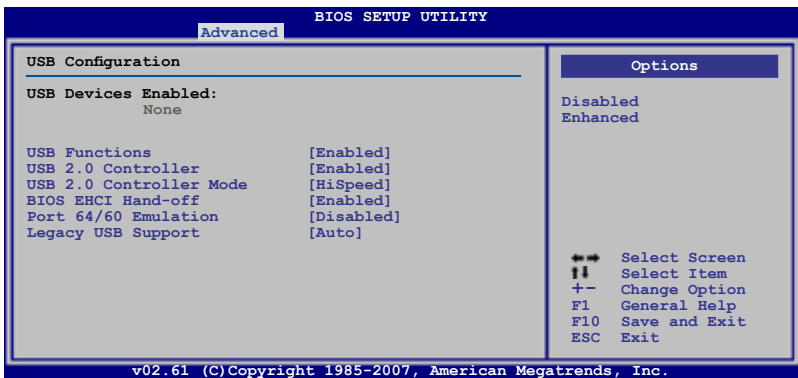 BIOS SETUP UTILITY
Advanced
USB Configuration
USB Devices Enabled:
None
USB Functions [Enabled]
USB 2.0 Controller [Enabled]
USB 2.0 Controller Mode [HiSpeed]
BIOS EHCI Hand-off [Enabled]
Port 64/60 Emulation [Disabled]
Legacy USB Support [Auto]
Options
Disabled
Enhanced
←→ Select Screen
↑↓ Select Item
+- Change Option
F1 General Help
F10 Save and Exit
ESC Exit
v02.61 (C)Copyright 1985-2007, American Megatrends, Inc.